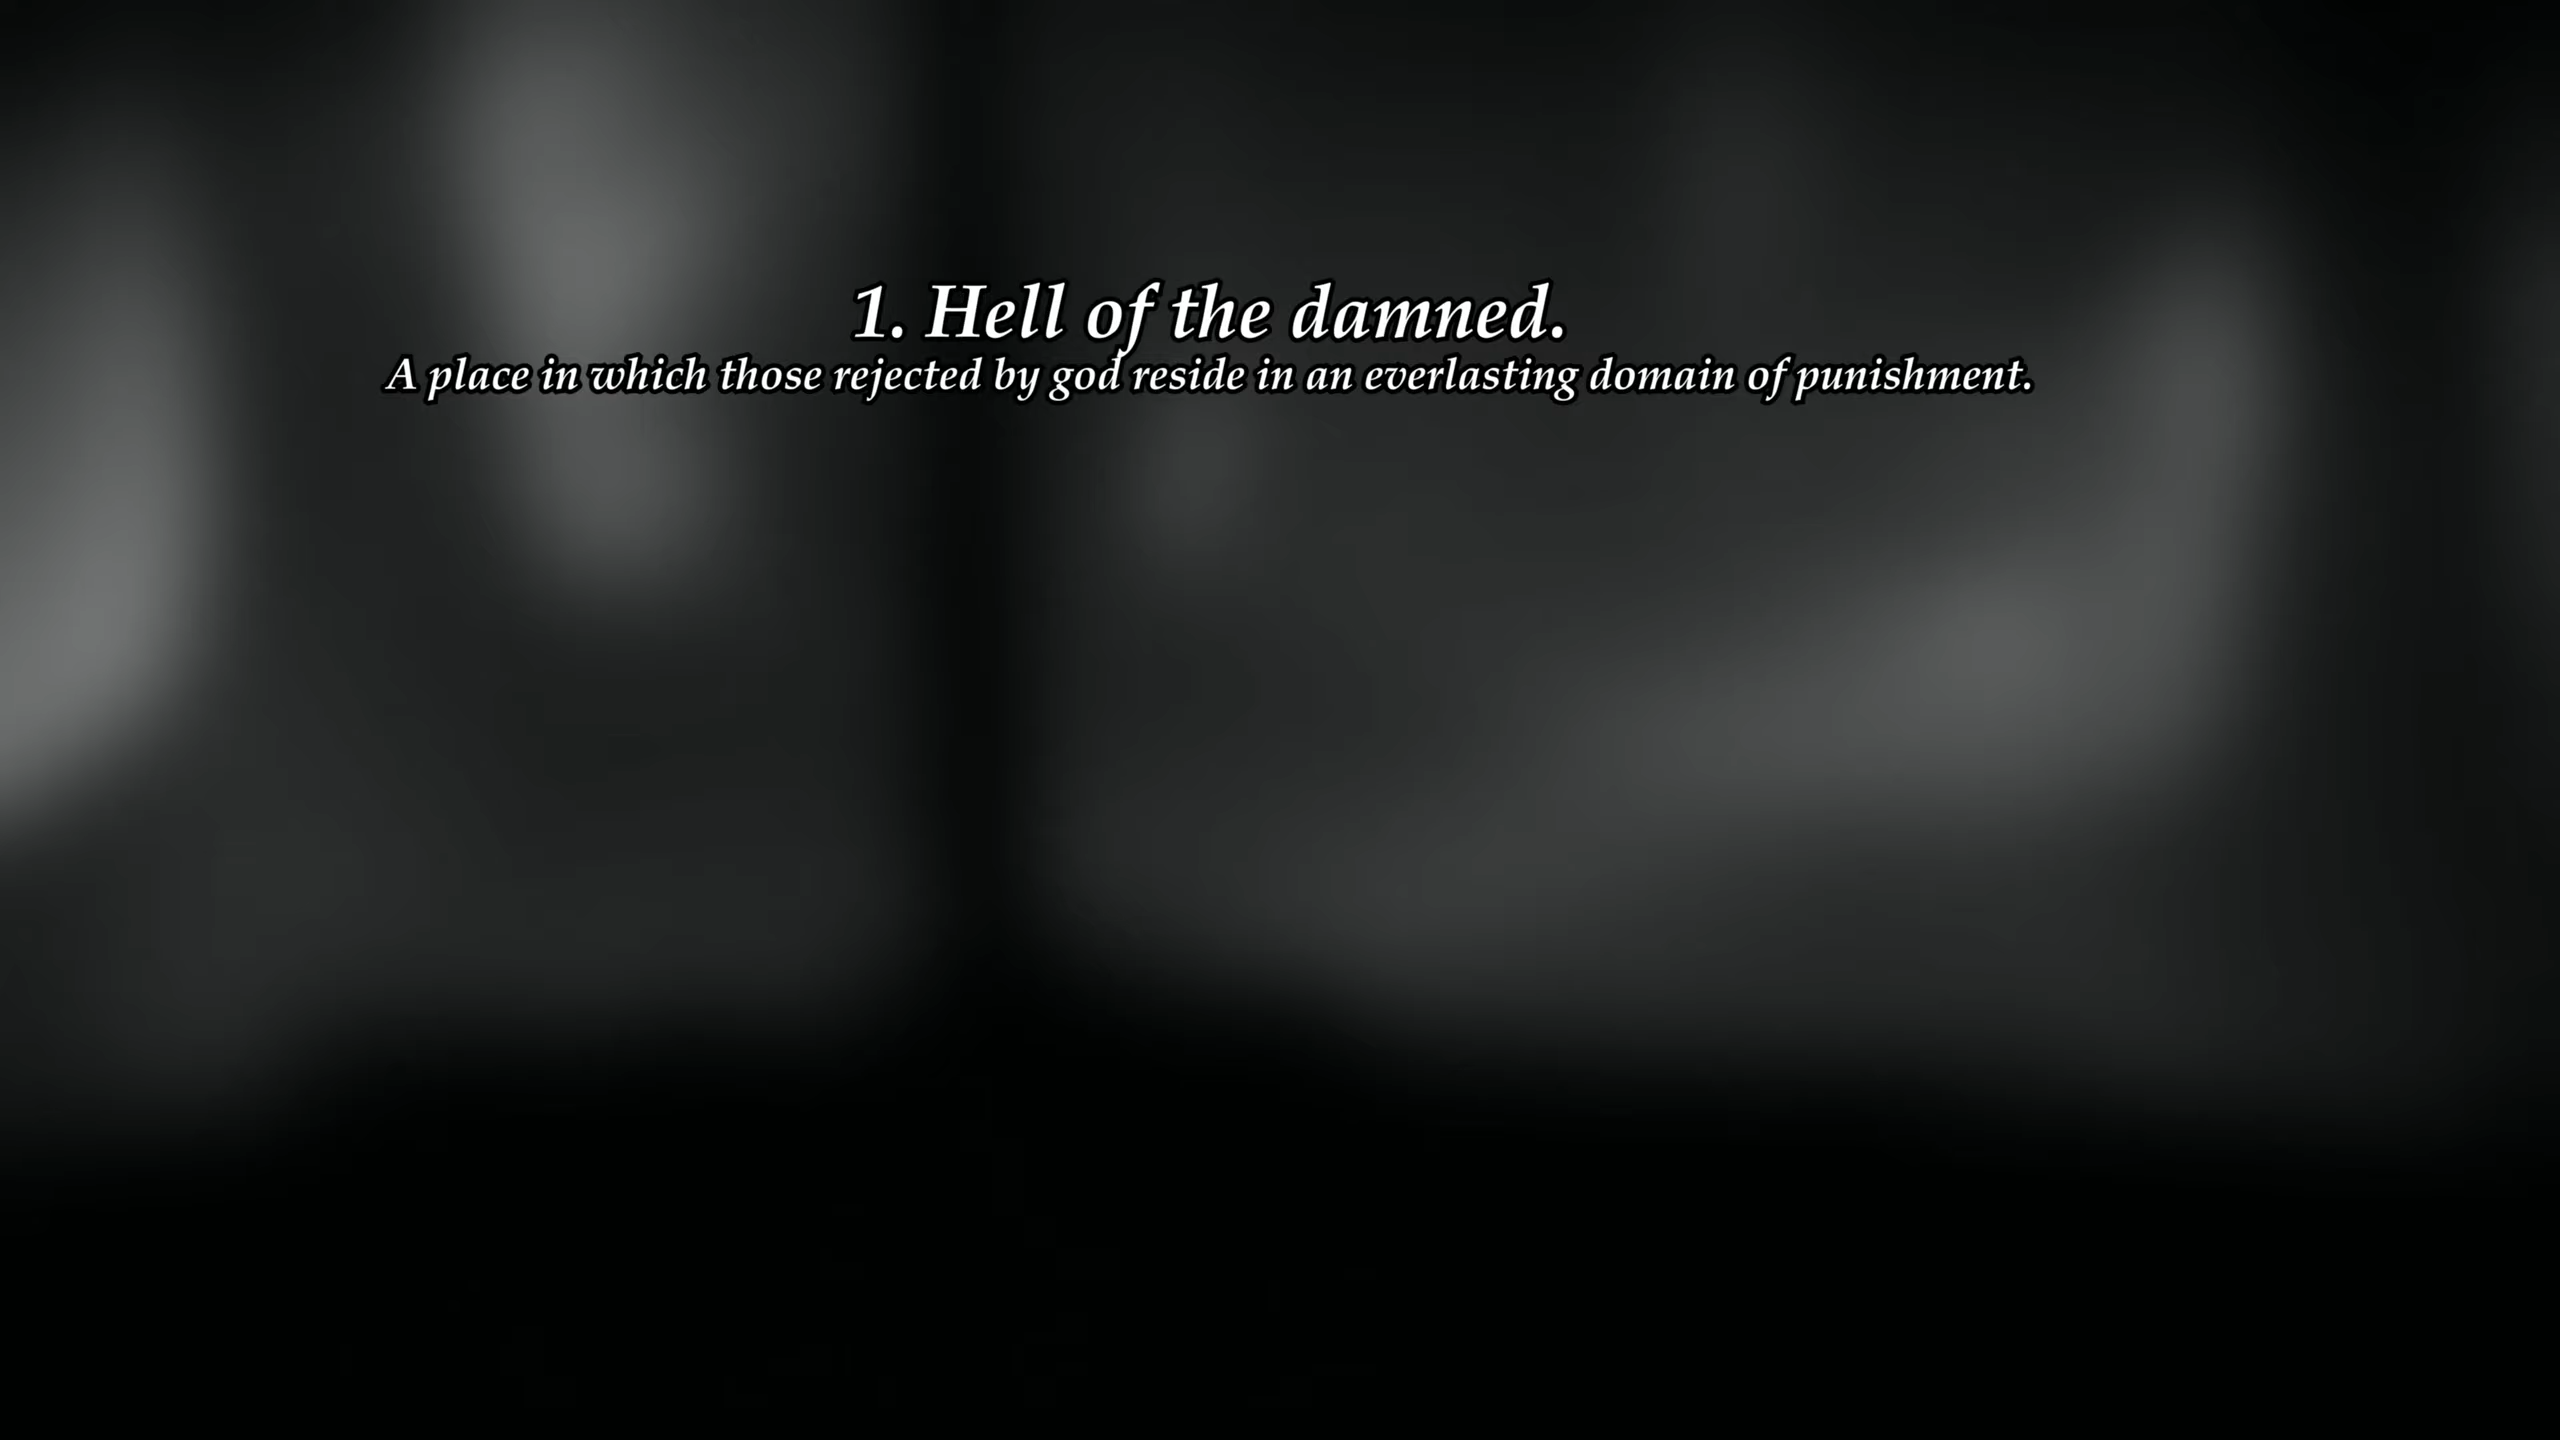 1. Hell of the damned.
A place in which those rejected by god reside in an everlasting domain of punishment.